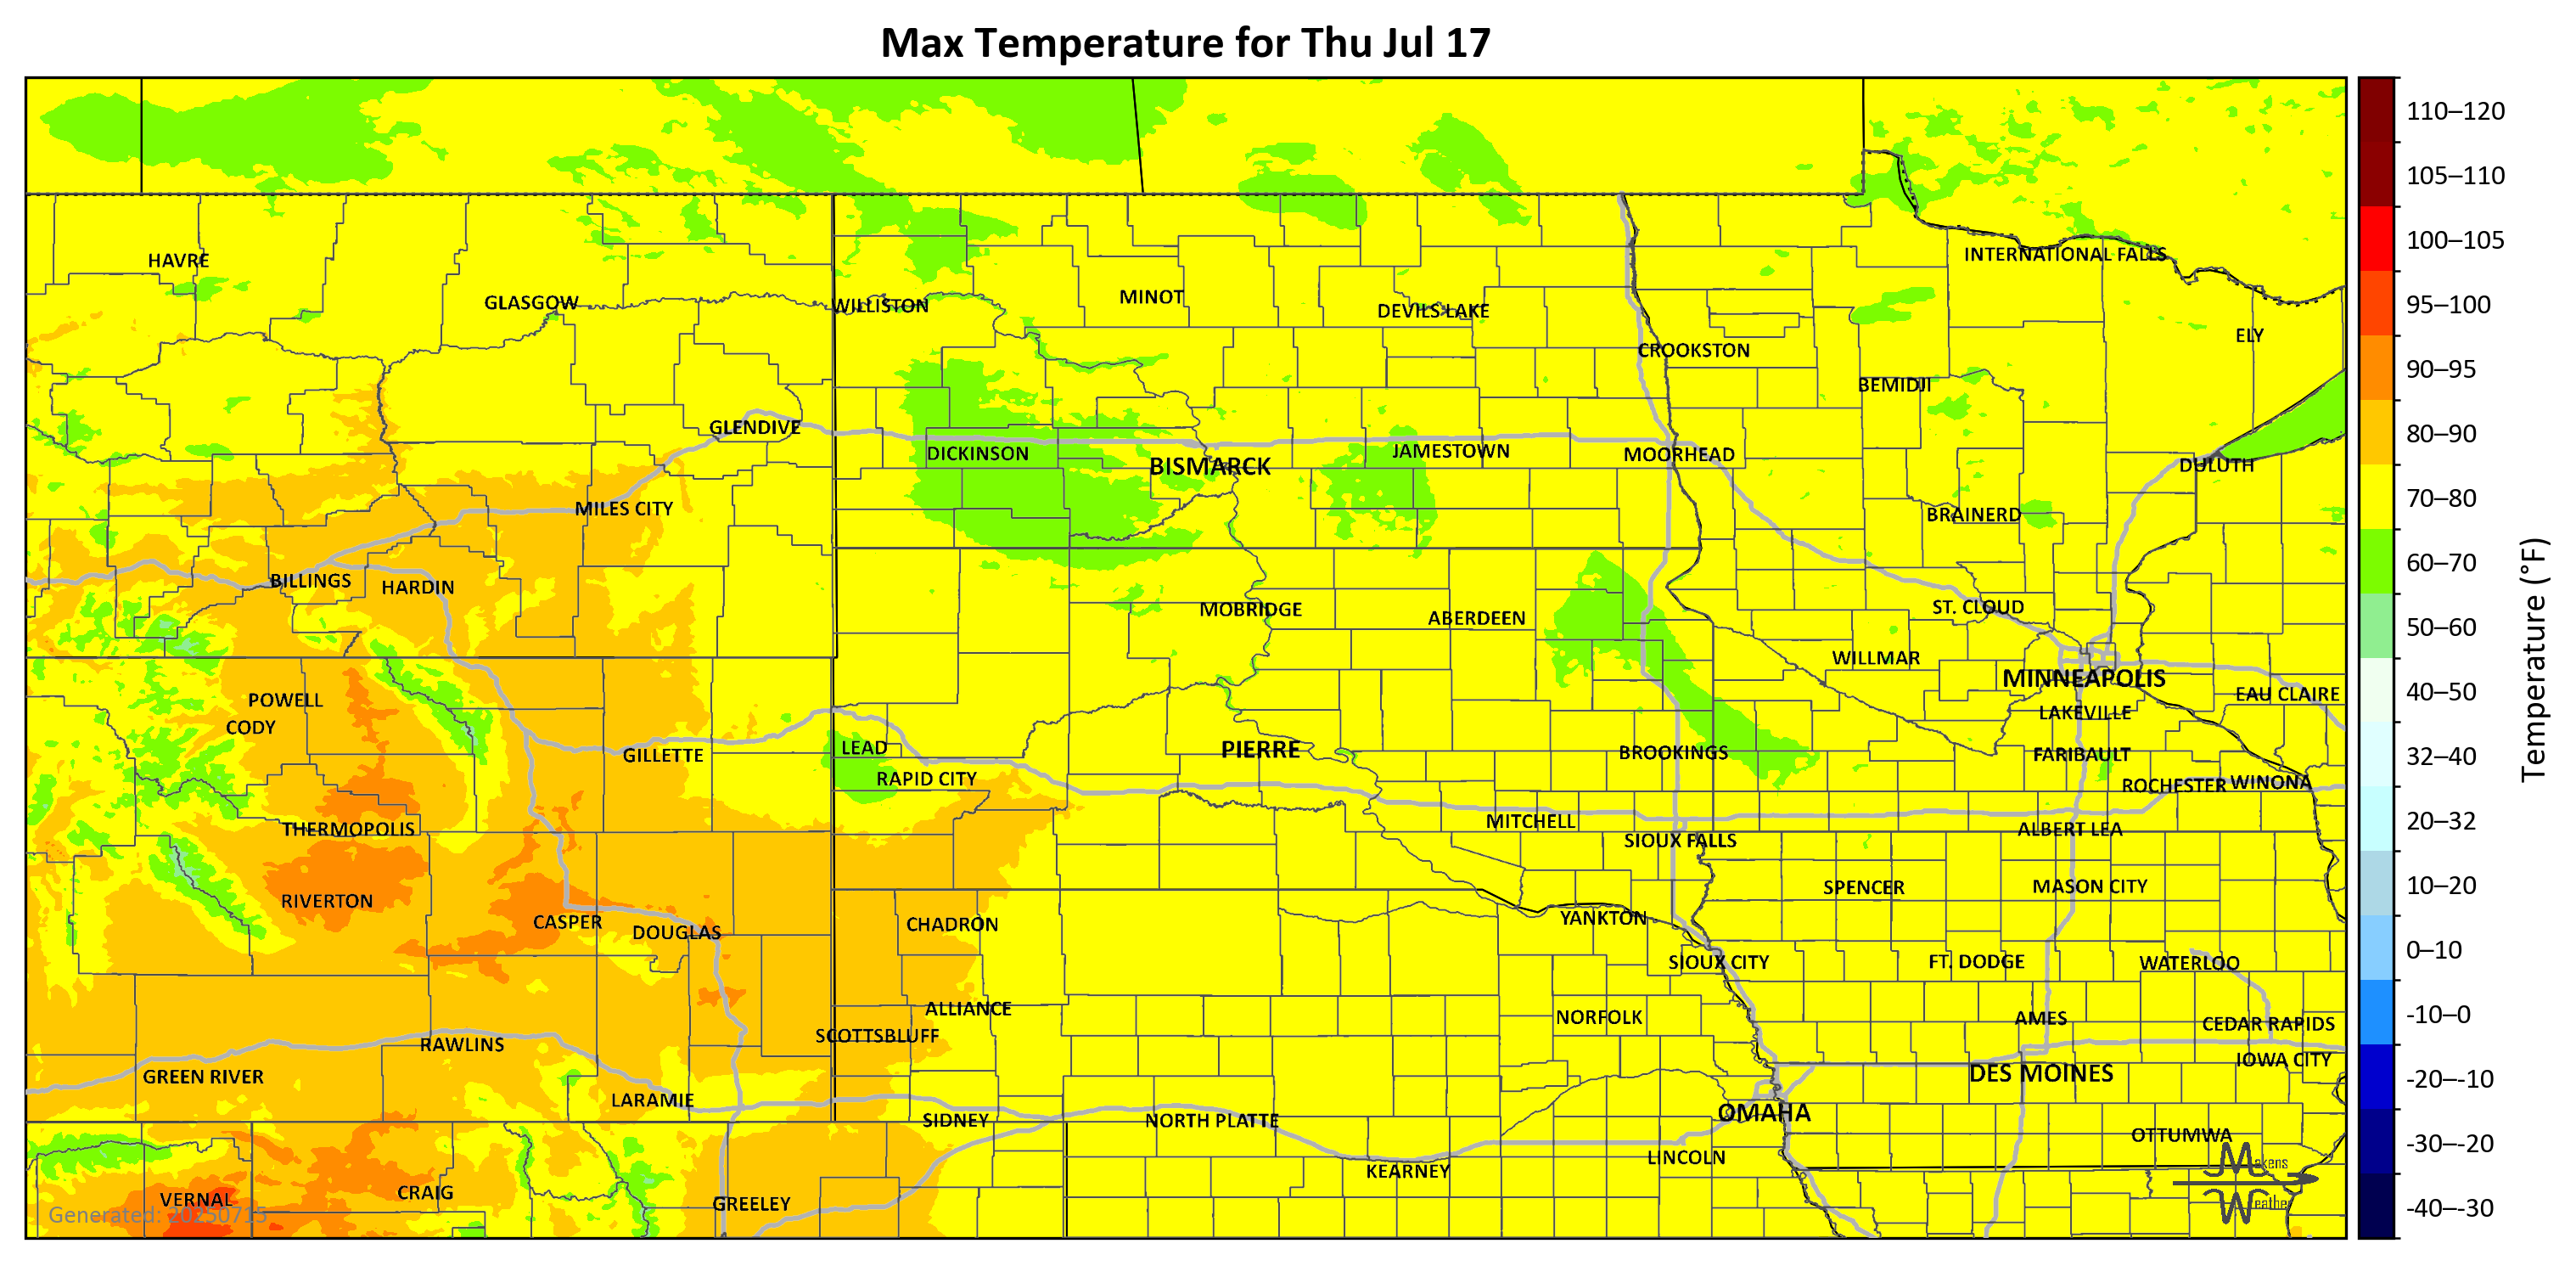 Max Temperature for Thu Jul 17
110–120
105–110
100–105
95–100
90–95
80–90
70–80
60–70
50–60
40–50
32–40
20–32
10–20
0–10
-10–0
-20–-10
-30–-20
-40–-30
Temperature (°F)
INTERNATIONAL FALLS
HAVRE
GLASGOW
WILLISTON
MINOT
DEVILS LAKE
ELY
CROOKSTON
BEMIDJI
GLENDIVE
DICKINSON
BISMARCK
JAMESTOWN
MOORHEAD
DULUTH
MILES CITY
BRAINERD
BILLINGS
HARDIN
MOBRIDGE
ABERDEEN
ST. CLOUD
WILLMAR
MINNEAPOLIS
EAU CLAIRE
POWELL
CODY
LAKEVILLE
GILLETTE
LEAD
PIERRE
BROOKINGS
FARIBAULT
RAPID CITY
ROCHESTER
WINONA
THERMOPOLIS
MITCHELL
SIOUX FALLS
ALBERT LEA
RIVERTON
SPENCER
MASON CITY
CASPER
DOUGLAS
CHADRON
YANKTON
SIOUX CITY
FT. DODGE
WATERLOO
ALLIANCE
NORFOLK
AMES
CEDAR RAPIDS
SCOTTSBLUFF
RAWLINS
IOWA CITY
GREEN RIVER
DES MOINES
LARAMIE
SIDNEY
NORTH PLATTE
OMAHA
OTTUMWA
LINCOLN
KEARNEY
VERNAL
CRAIG
GREELEY
Generated: 20250715
Makens
Weather